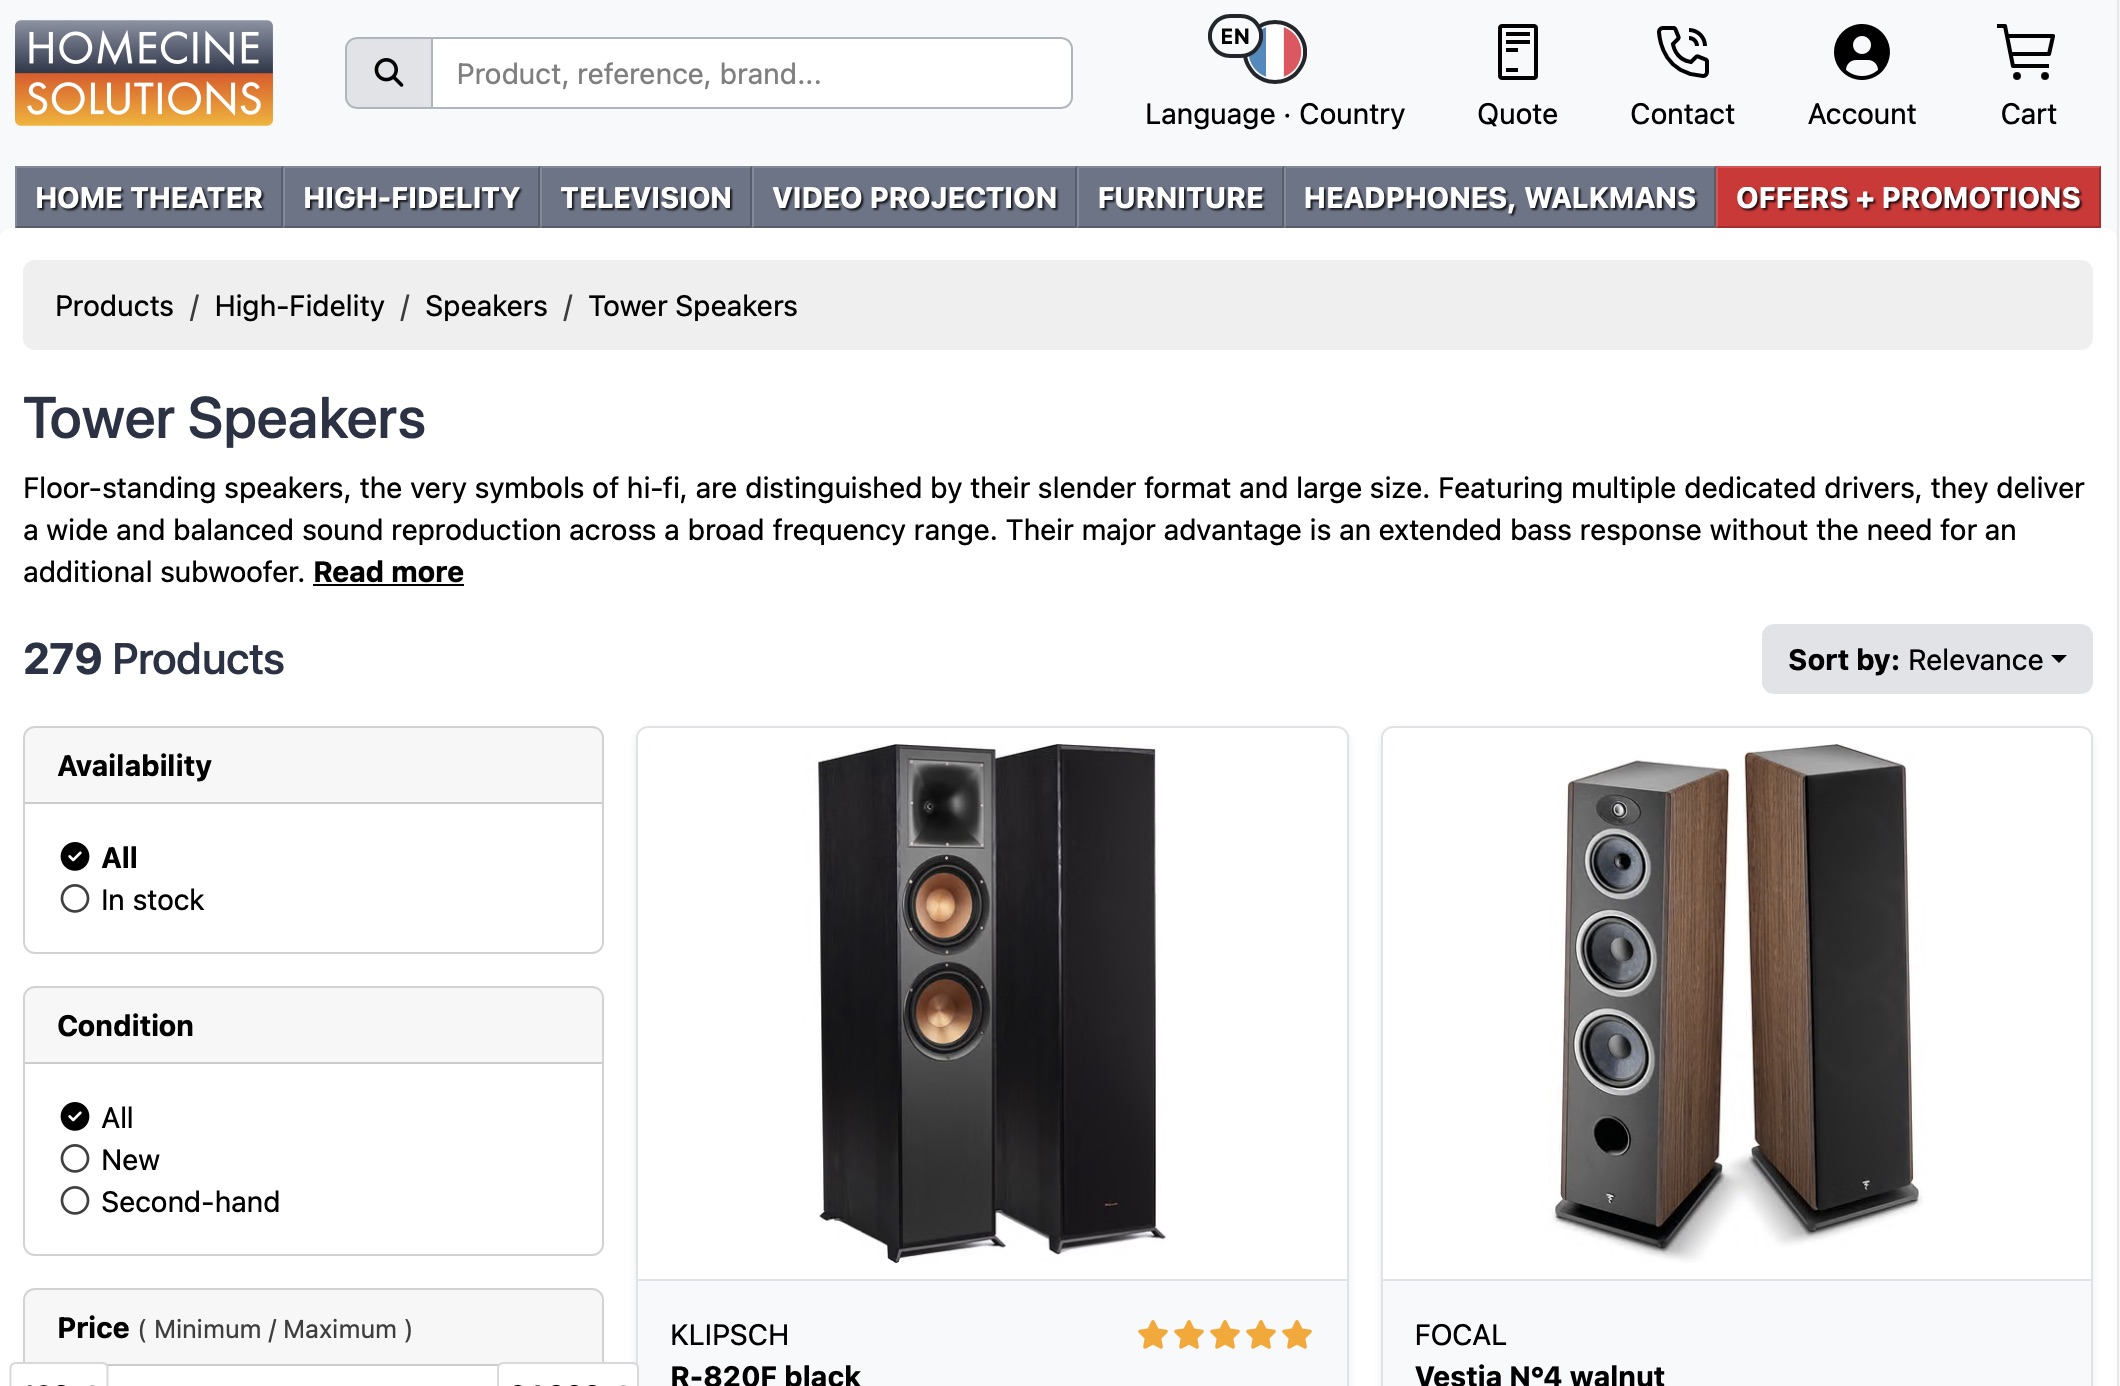 HOMECINE
SOLUTIONS
Product, reference, brand...
EN
Language · Country
Quote
Contact
Account
Cart
HOME THEATER
HIGH-FIDELITY
TELEVISION
VIDEO PROJECTION
FURNITURE
HEADPHONES, WALKMANS
OFFERS + PROMOTIONS
Products / High-Fidelity / Speakers / Tower Speakers
Tower Speakers
Floor-standing speakers, the very symbols of hi-fi, are distinguished by their slender format and large size. Featuring multiple dedicated drivers, they deliver
a wide and balanced sound reproduction across a broad frequency range. Their major advantage is an extended bass response without the need for an
additional subwoofer. Read more
279 Products
Sort by: Relevance
Availability
All
In stock
Condition
All
New
Second-hand
Price ( Minimum / Maximum )
KLIPSCH
R-820F black
FOCAL
Vestia N°4 walnut